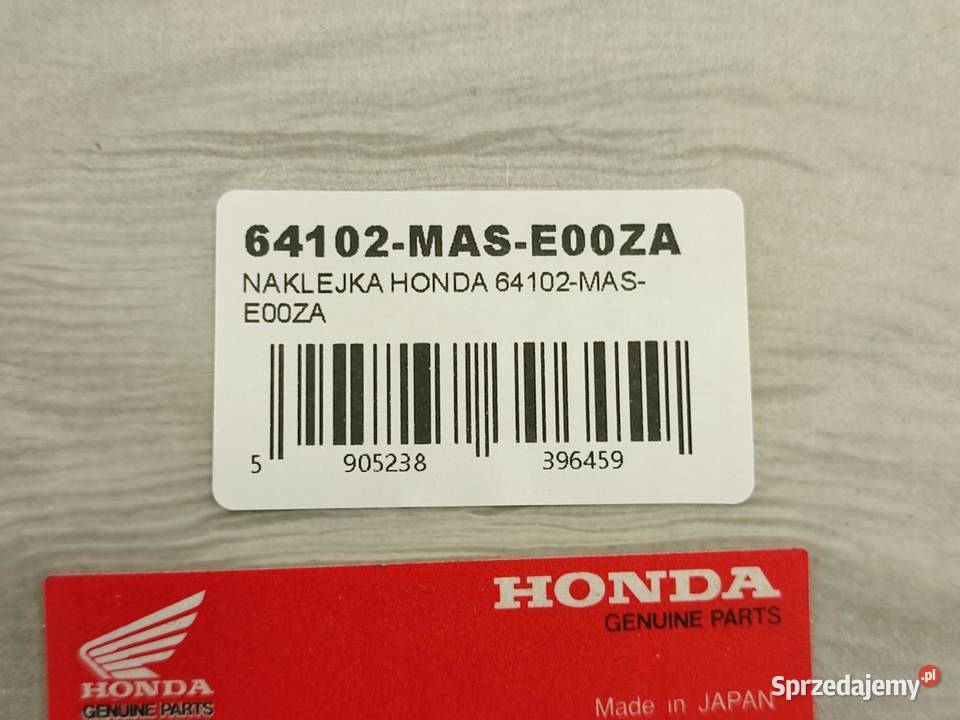 64102-MAS-E00ZA
NAKLEJKA HONDA 64102-MAS-
E00ZA
5 905238 396459
HONDA
GENUINE PARTS
HONDA
GENUINE PARTS
Made in JAPAN
Sprzedajemy.pl